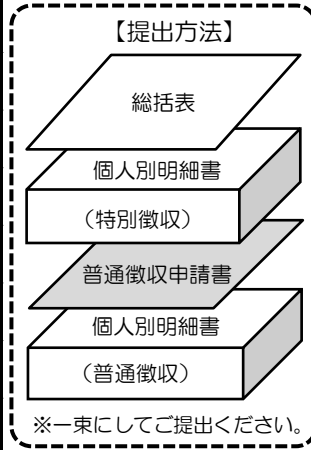 【提出方法】
総括表
個人別明細書
（特別徴収）
普通徴収申請書
個人別明細書
（普通徴収）
※一束にしてご提出ください。